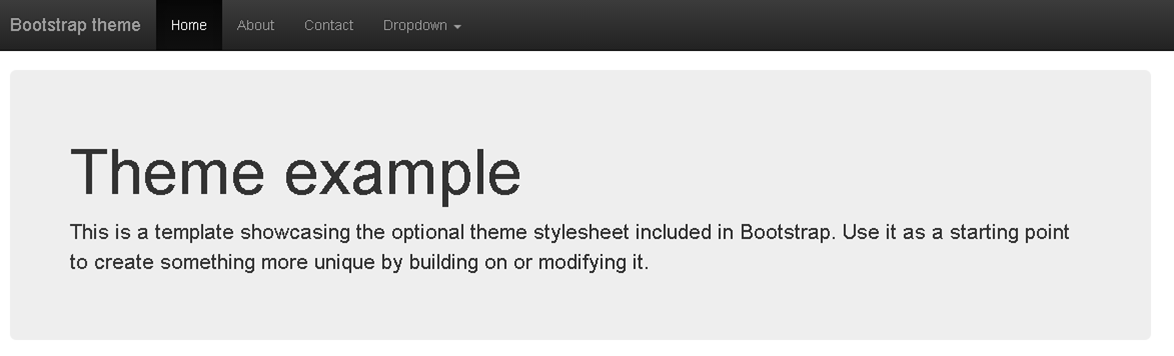 Bootstrap theme Home About Contact Dropdown
Theme example
This is a template showcasing the optional theme stylesheet included in Bootstrap. Use it as a starting point
to create something more unique by building on or modifying it.